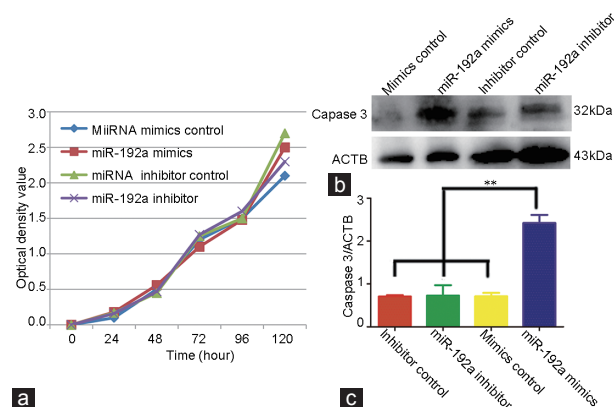 a
3.0
2.5
2.0
1.5
1.0
0.5
0.0
Optical density value
MiiRNA mimics control
miR-192a mimics
miRNA inhibitor control
miR-192a inhibitor
0 24 48 72 96 120
Time (hour)
a
Mimics control
miR-192a mimics
Inhibitor control
miR-192a inhibitor
Capase 3
32kDa
ACTB
43kDa
b
**
Caspase 3/ACTB
3
2
1
0
Inhibitor control
miR-192a inhibitor
Mimics control
miR-192a mimics
c